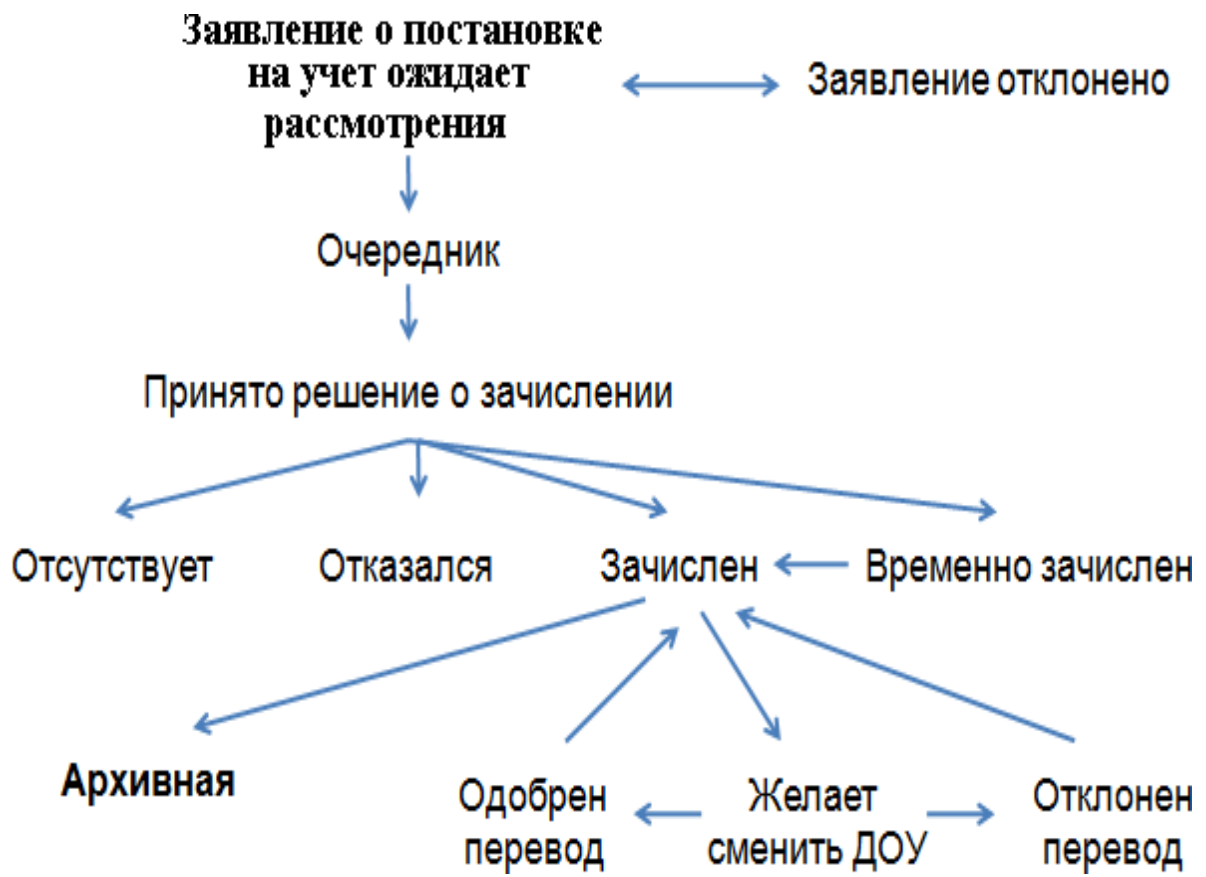 Заявление о постановке
на учет ожидает
рассмотрения
Заявление отклонено
Очередник
Принято решение о зачислении
Отсутствует
Отказался
Зачислен
Временно зачислен
Архивная
Одобрен
перевод
Желает
сменить ДОУ
Отклонен
перевод